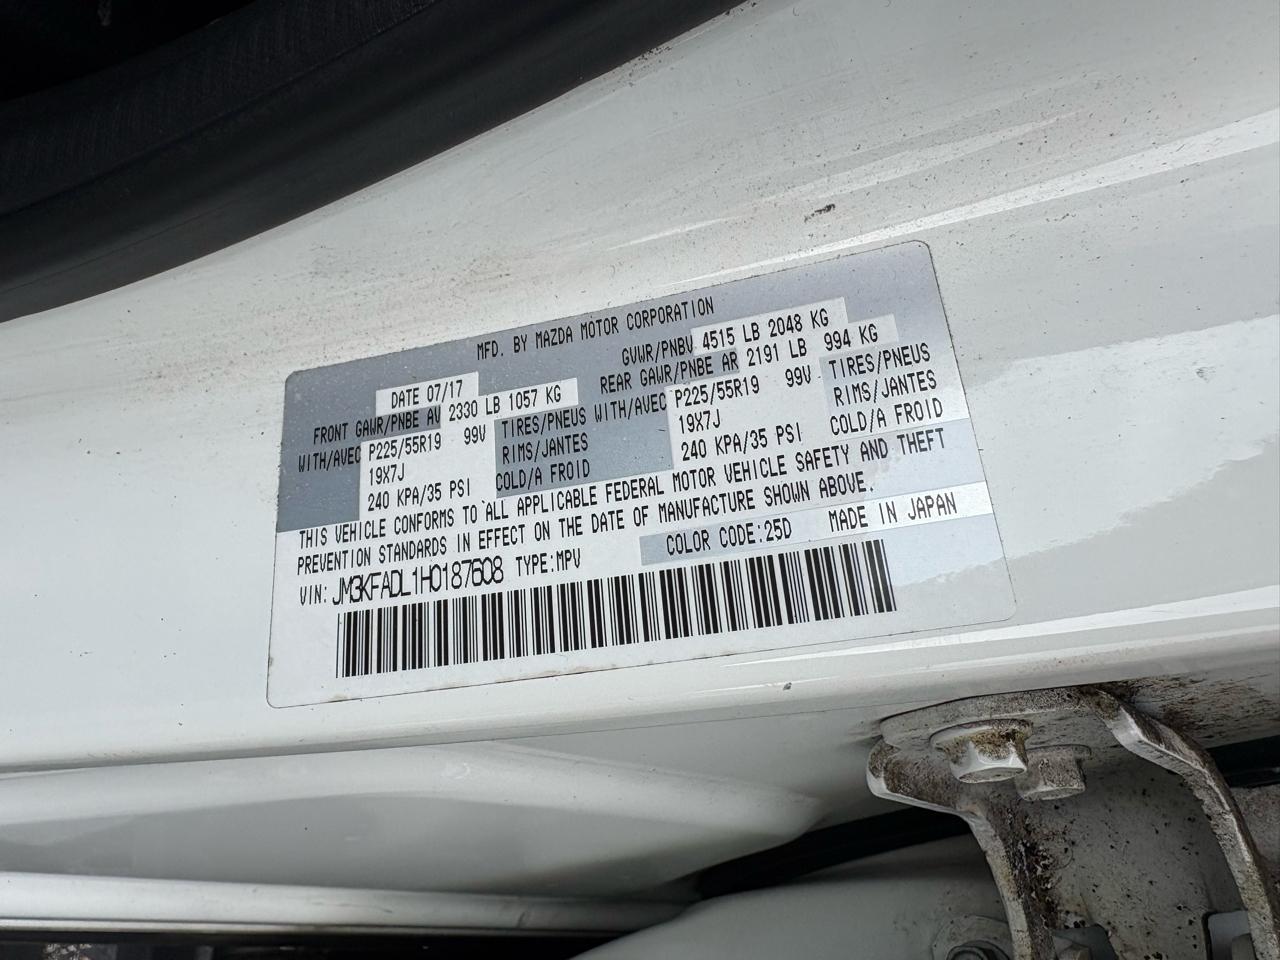 MFD. BY MAZDA MOTOR CORPORATION
DATE 07/17 GVWR/PNBV 4515 LB 2048 KG
FRONT GAWR/PNBE AV 2330 LB 1057 KG REAR GAWR/PNBE AR 2191 LB 994 KG
WITH/AVEC P225/55R19 99V TIRES/PNEUS WITH/AVEC P225/55R19 99V TIRES/PNEUS
19X7J RIMS/JANTES 19X7J RIMS/JANTES
240 KPA/35 PSI COLD/A FROID 240 KPA/35 PSI COLD/A FROID
THIS VEHICLE CONFORMS TO ALL APPLICABLE FEDERAL MOTOR VEHICLE SAFETY AND THEFT
PREVENTION STANDARDS IN EFFECT ON THE DATE OF MANUFACTURE SHOWN ABOVE.
VIN: JM3KFADL1H0187608 TYPE:MPV COLOR CODE:25D MADE IN JAPAN